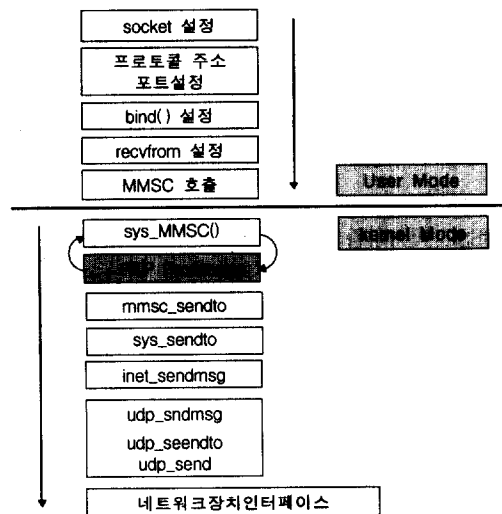 socket 설정
프로토콜 주소
포트설정
bind() 설정
recvfrom 설정
MMSC 호출
User Mode
sys_MMSC()
kernel Mode
mmsc_sendto
sys_sendto
inet_sendmsg
udp_sndmsg
udp_seendto
udp_send
네트워크장치인터페이스